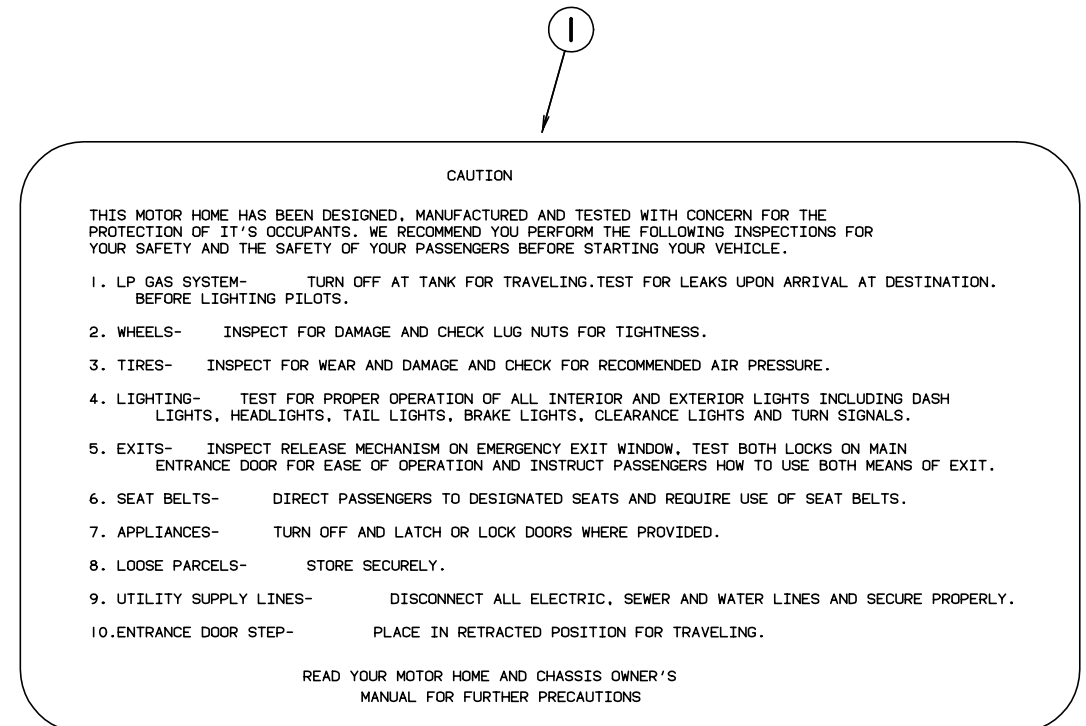 1
CAUTION
THIS MOTOR HOME HAS BEEN DESIGNED, MANUFACTURED AND TESTED WITH CONCERN FOR THE
PROTECTION OF IT'S OCCUPANTS. WE RECOMMEND YOU PERFORM THE FOLLOWING INSPECTIONS FOR
YOUR SAFETY AND THE SAFETY OF YOUR PASSENGERS BEFORE STARTING YOUR VEHICLE.
1. LP GAS SYSTEM- TURN OFF AT TANK FOR TRAVELING.TEST FOR LEAKS UPON ARRIVAL AT DESTINATION.
BEFORE LIGHTING PILOTS.
2. WHEELS- INSPECT FOR DAMAGE AND CHECK LUG NUTS FOR TIGHTNESS.
3. TIRES- INSPECT FOR WEAR AND DAMAGE AND CHECK FOR RECOMMENDED AIR PRESSURE.
4. LIGHTING- TEST FOR PROPER OPERATION OF ALL INTERIOR AND EXTERIOR LIGHTS INCLUDING DASH
LIGHTS, HEADLIGHTS, TAIL LIGHTS, BRAKE LIGHTS, CLEARANCE LIGHTS AND TURN SIGNALS.
5. EXITS- INSPECT RELEASE MECHANISM ON EMERGENCY EXIT WINDOW, TEST BOTH LOCKS ON MAIN
ENTRANCE DOOR FOR EASE OF OPERATION AND INSTRUCT PASSENGERS HOW TO USE BOTH MEANS OF EXIT.
6. SEAT BELTS- DIRECT PASSENGERS TO DESIGNATED SEATS AND REQUIRE USE OF SEAT BELTS.
7. APPLIANCES- TURN OFF AND LATCH OR LOCK DOORS WHERE PROVIDED.
8. LOOSE PARCELS- STORE SECURELY.
9. UTILITY SUPPLY LINES- DISCONNECT ALL ELECTRIC, SEWER AND WATER LINES AND SECURE PROPERLY.
10.ENTRANCE DOOR STEP- PLACE IN RETRACTED POSITION FOR TRAVELING.
READ YOUR MOTOR HOME AND CHASSIS OWNER'S
MANUAL FOR FURTHER PRECAUTIONS